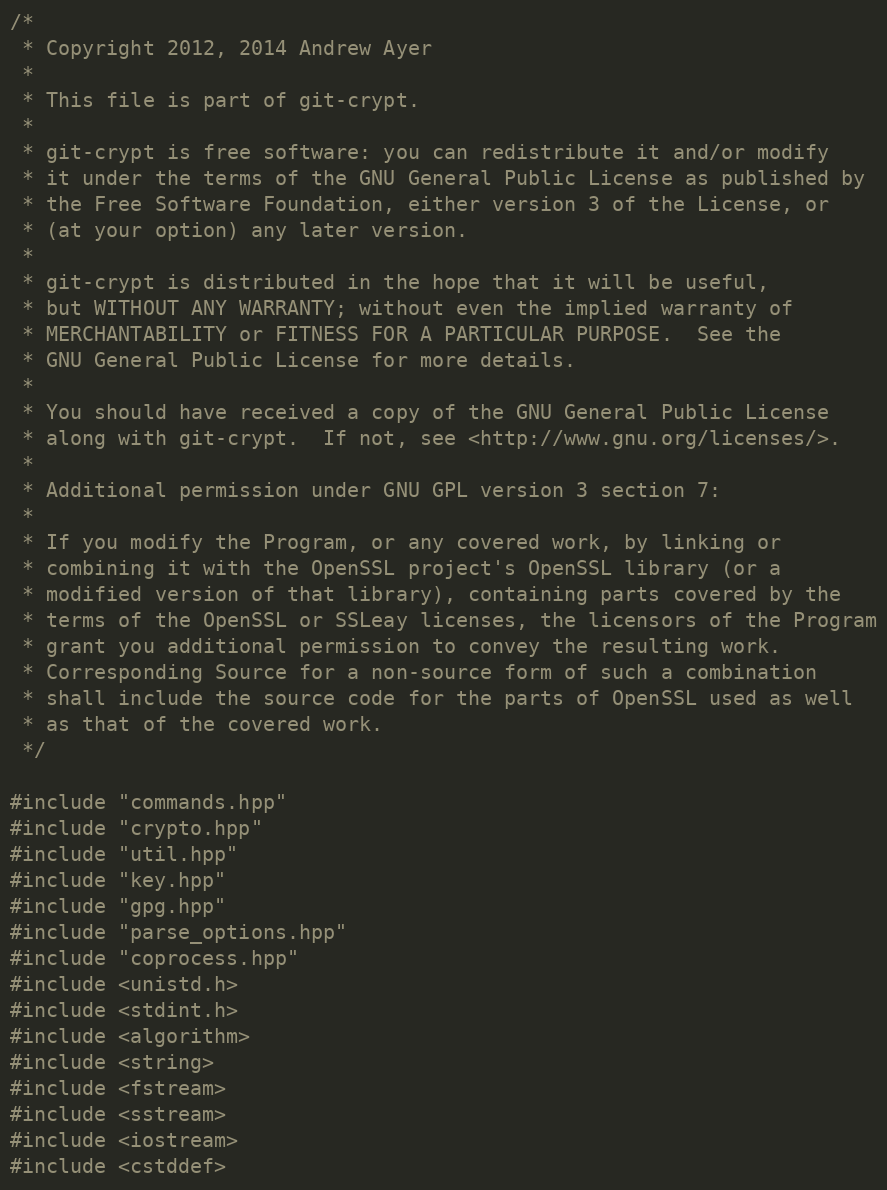 /*
 * Copyright 2012, 2014 Andrew Ayer
 *
 * This file is part of git-crypt.
 *
 * git-crypt is free software: you can redistribute it and/or modify
 * it under the terms of the GNU General Public License as published by
 * the Free Software Foundation, either version 3 of the License, or
 * (at your option) any later version.
 *
 * git-crypt is distributed in the hope that it will be useful,
 * but WITHOUT ANY WARRANTY; without even the implied warranty of
 * MERCHANTABILITY or FITNESS FOR A PARTICULAR PURPOSE.  See the
 * GNU General Public License for more details.
 *
 * You should have received a copy of the GNU General Public License
 * along with git-crypt.  If not, see <http://www.gnu.org/licenses/>.
 *
 * Additional permission under GNU GPL version 3 section 7:
 *
 * If you modify the Program, or any covered work, by linking or
 * combining it with the OpenSSL project's OpenSSL library (or a
 * modified version of that library), containing parts covered by the
 * terms of the OpenSSL or SSLeay licenses, the licensors of the Program
 * grant you additional permission to convey the resulting work.
 * Corresponding Source for a non-source form of such a combination
 * shall include the source code for the parts of OpenSSL used as well
 * as that of the covered work.
 */

#include "commands.hpp"
#include "crypto.hpp"
#include "util.hpp"
#include "key.hpp"
#include "gpg.hpp"
#include "parse_options.hpp"
#include "coprocess.hpp"
#include <unistd.h>
#include <stdint.h>
#include <algorithm>
#include <string>
#include <fstream>
#include <sstream>
#include <iostream>
#include <cstddef>